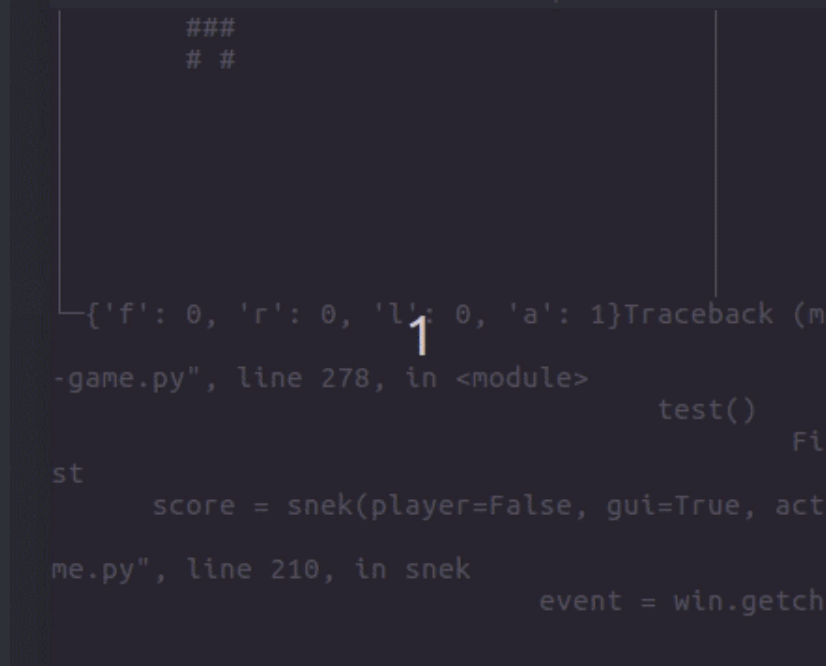 ###
# #
{'f': 0, 'r': 0, 'l': 0, 'a': 1}Traceback (m
1
-game.py", line 278, in <module>
test()
Fi
st
score = snek(player=False, gui=True, act
me.py", line 210, in snek
event = win.getch